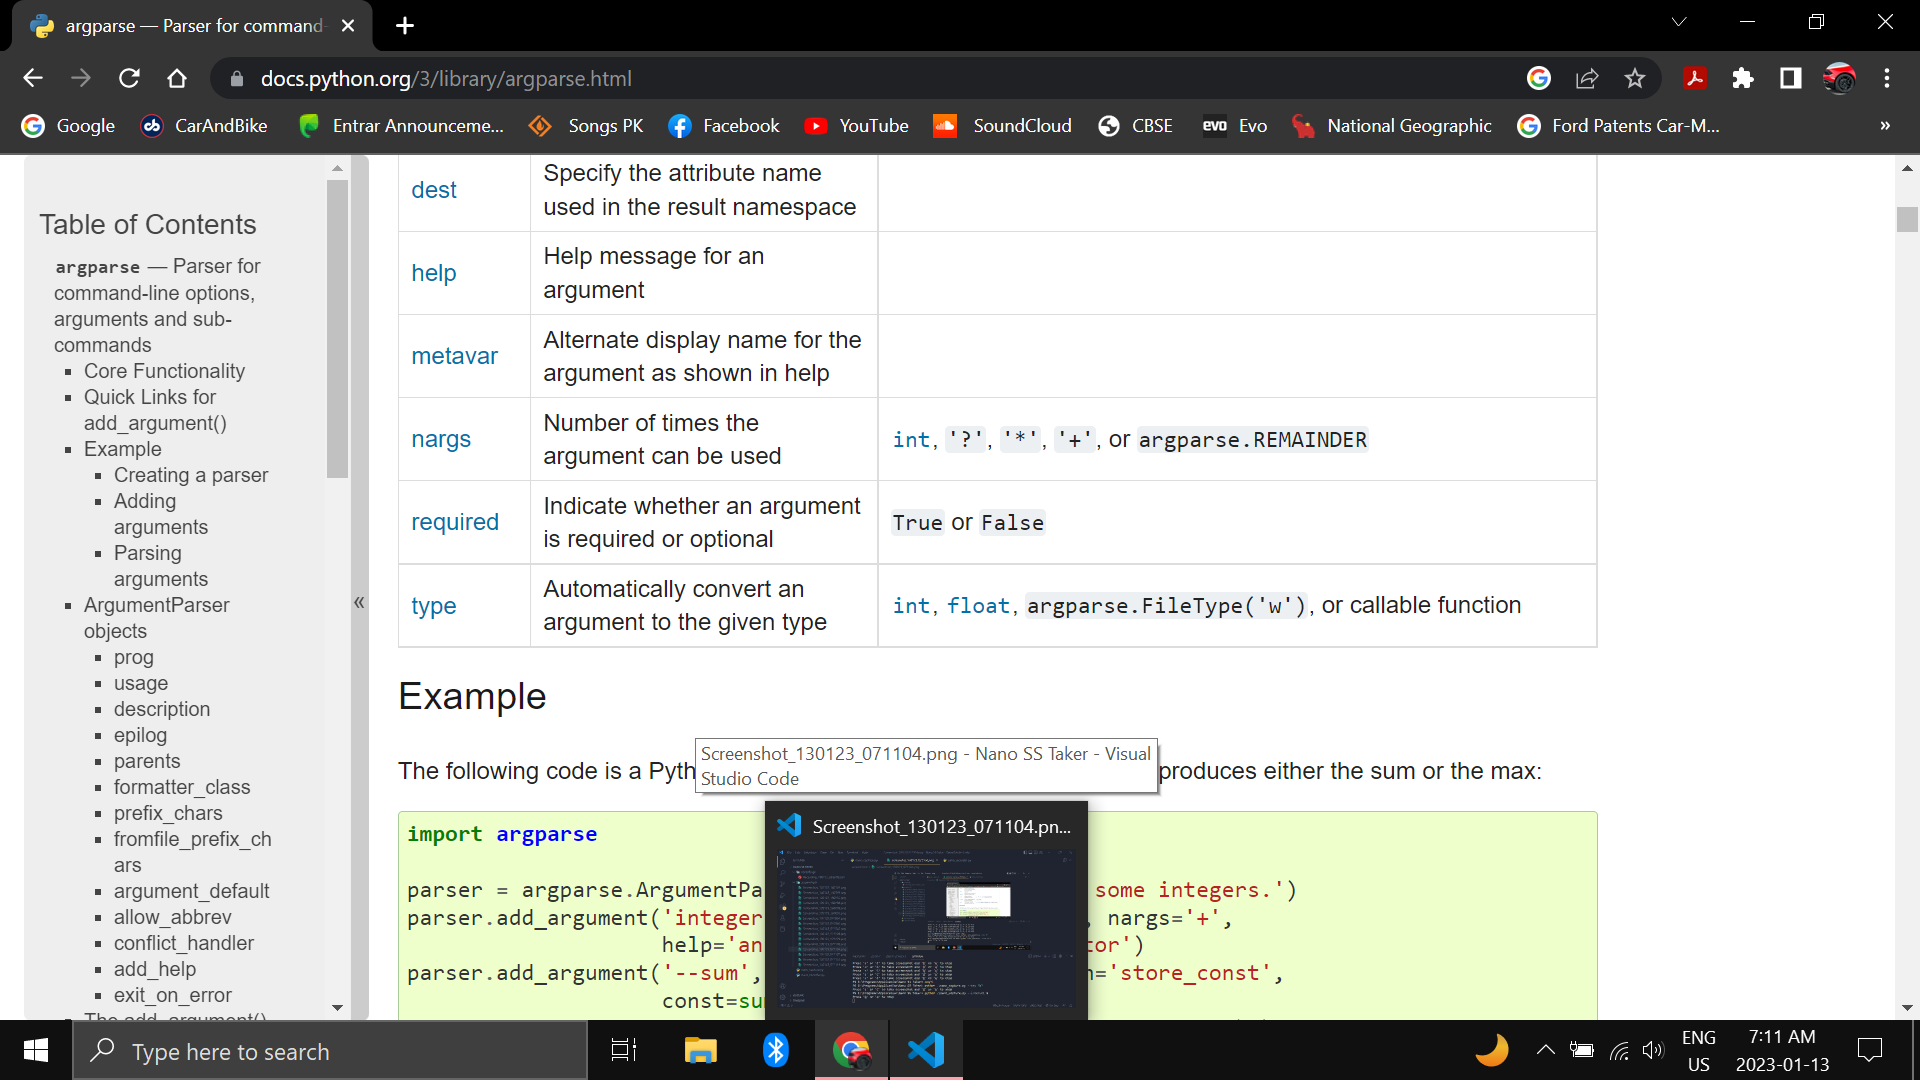 argparse — Parser for command-
docs.python.org/3/library/argparse.html
Google CarAndBike Entrar Announceme... Songs PK Facebook YouTube SoundCloud CBSE evo Evo National Geographic Ford Patents Car-M... »
Table of Contents
argparse — Parser for
command-line options,
arguments and sub-
commands
Core Functionality
Quick Links for
add_argument()
Example
Creating a parser
Adding
arguments
Parsing
arguments
ArgumentParser
objects
prog
usage
description
epilog
parents
formatter_class
prefix_chars
fromfile_prefix_ch
ars
argument_default
allow_abbrev
conflict_handler
add_help
exit_on_error
The add_argument()
«
dest
Specify the attribute name
used in the result namespace
help
Help message for an
argument
metavar
Alternate display name for the
argument as shown in help
nargs
Number of times the
argument can be used
int, '?', '*', '+', or argparse.REMAINDER
required
Indicate whether an argument
is required or optional
True or False
type
Automatically convert an
argument to the given type
int, float, argparse.FileType('w'), or callable function
Example
The following code is a Pyth produces either the sum or the max:
Screenshot_130123_071104.png - Nano SS Taker - Visual
Studio Code
Screenshot_130123_071104.pn...
import argparse
parser = argparse.ArgumentPa some integers.')
parser.add_argument('integer , nargs='+',
help='an tor')
parser.add_argument('--sum', ='store_const',
const=sum
Type here to search
ENG
US
7:11 AM
2023-01-13